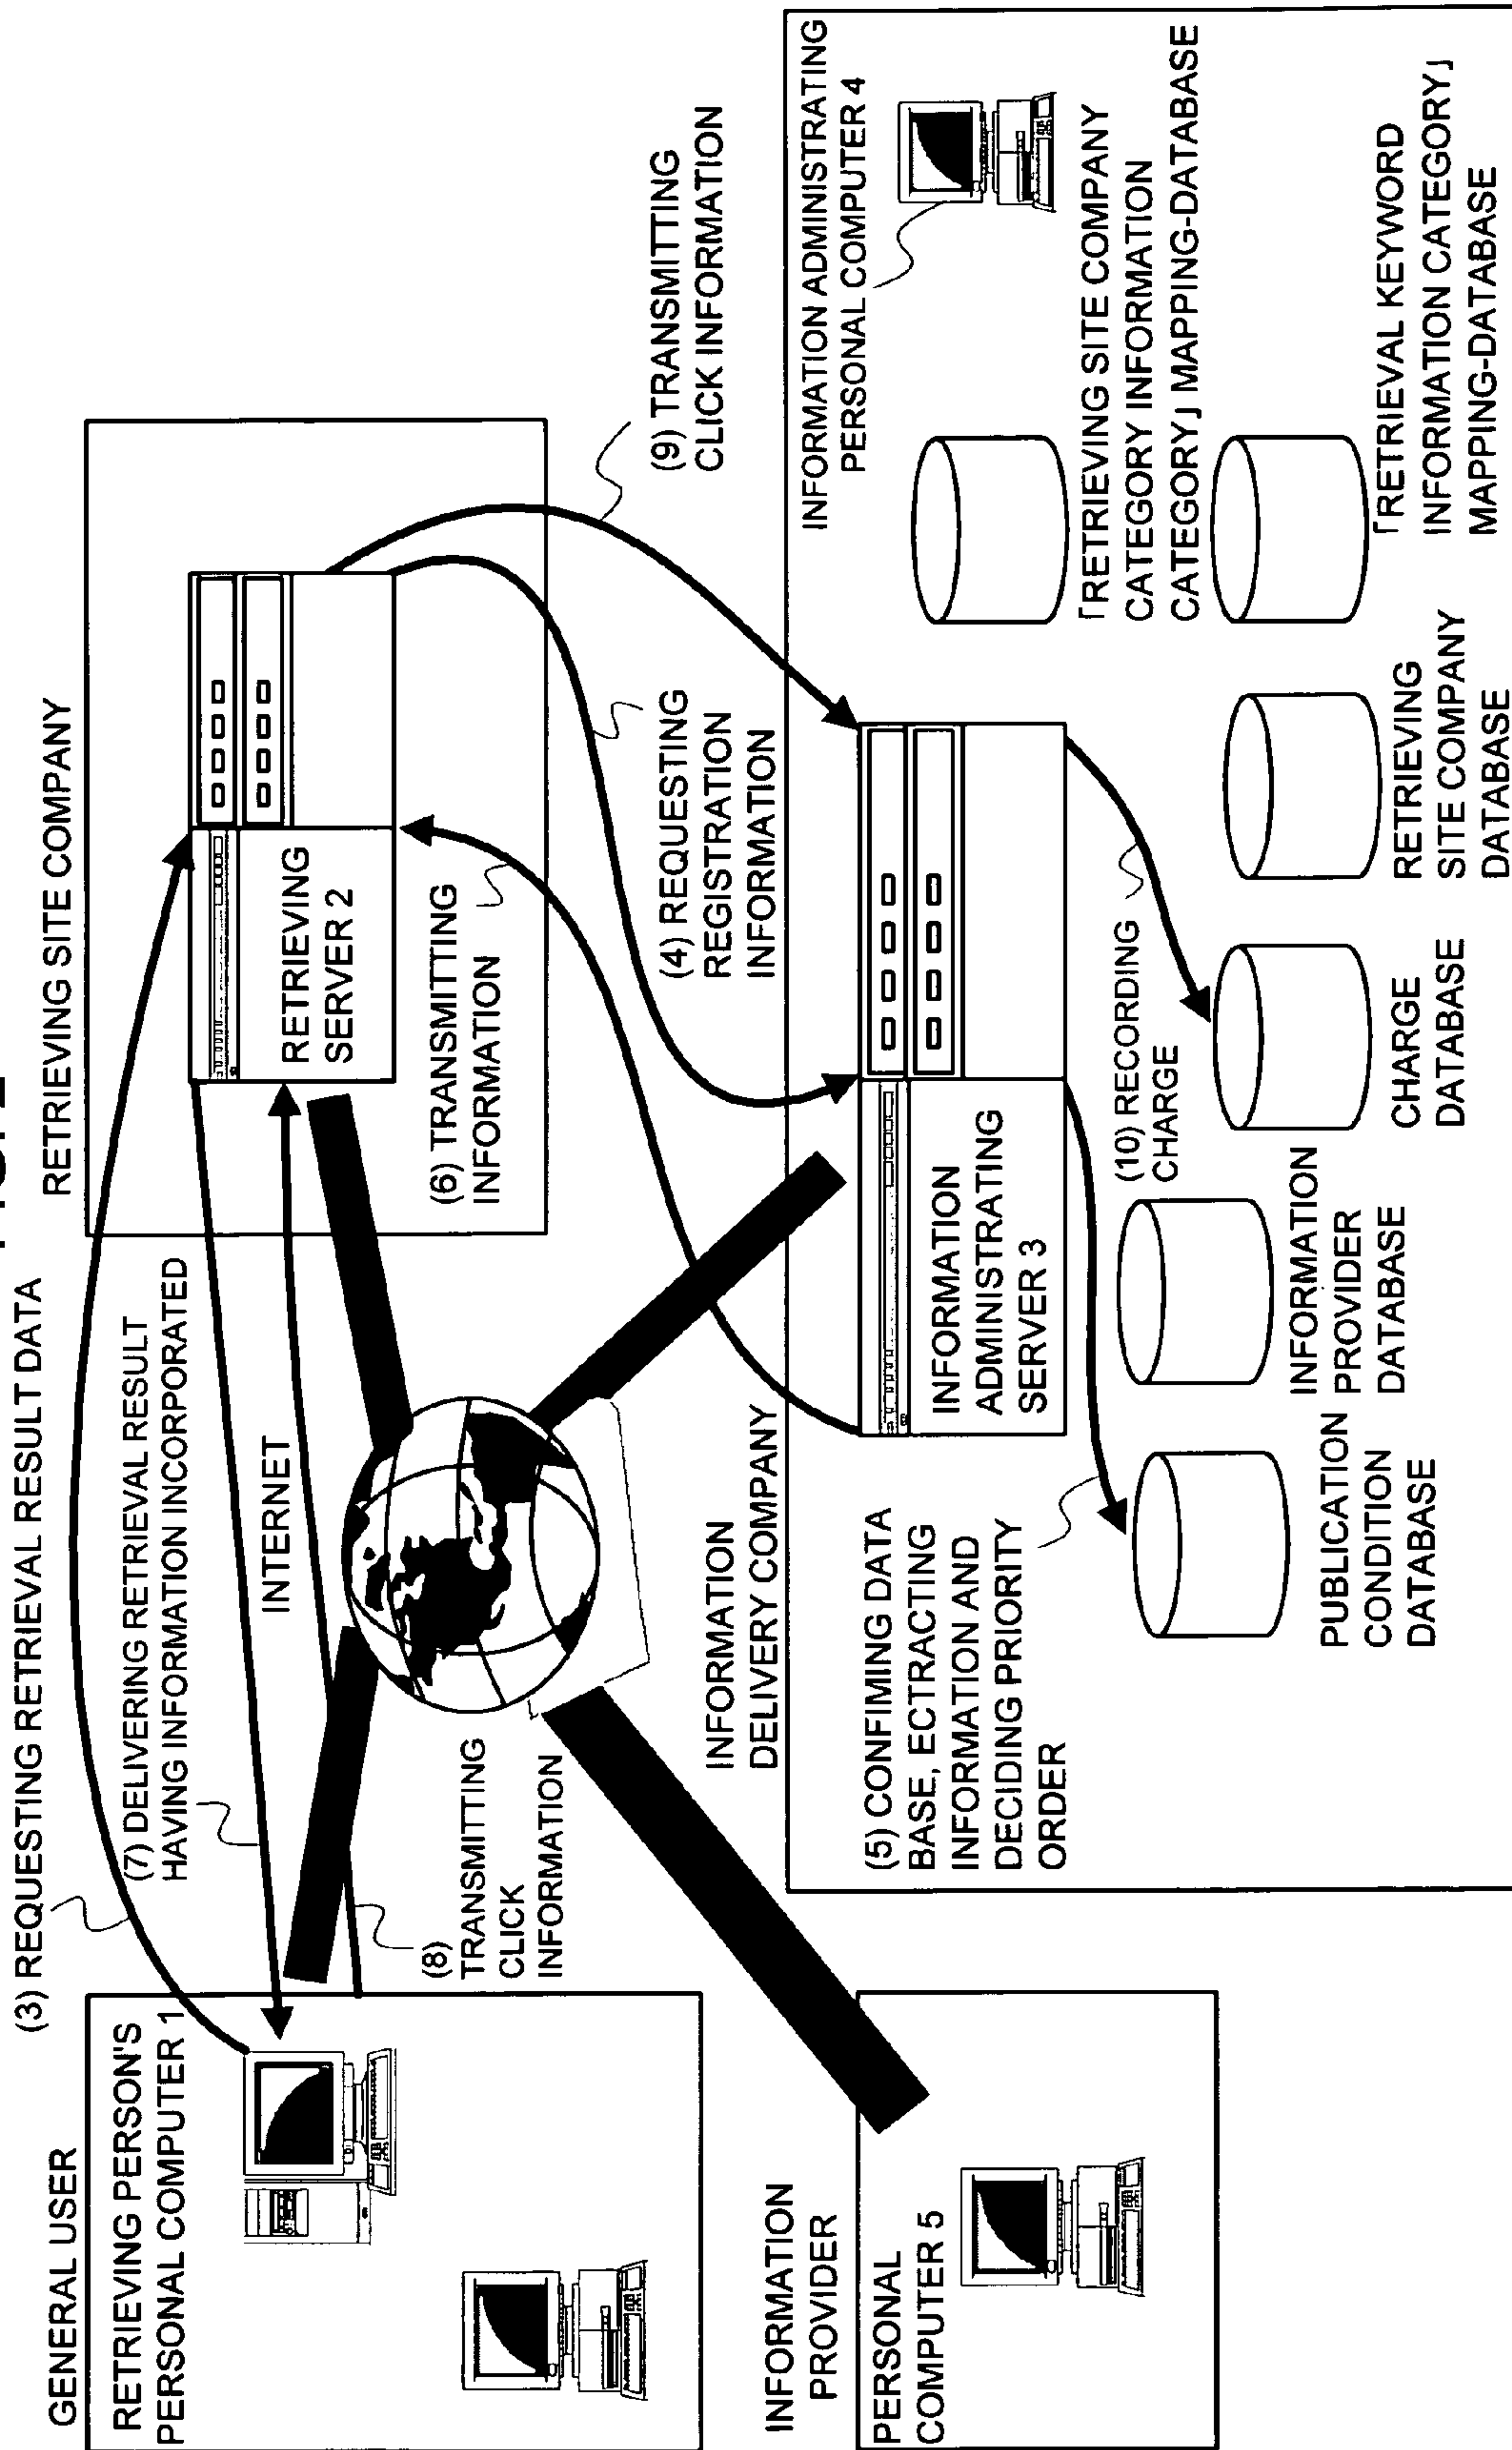 (3) REQUESTING RETRIEVAL RESULT DATA
GENERAL USER
RETRIEVING PERSON'S
PERSONAL COMPUTER 1
(7) DELIVERING RETRIEVAL RESULT
HAVING INFORMATION INCORPORATED
INTERNET
(8)
TRANSMITTING
CLICK
INFORMATION
RETRIEVING SITE COMPANY
RETRIEVING
SERVER 2
(6) TRANSMITTING
INFORMATION
(4) REQUESTING
REGISTRATION
INFORMATION
(9) TRANSMITTING
CLICK INFORMATION
INFORMATION
PROVIDER
PERSONAL
COMPUTER 5
INFORMATION
DELIVERY COMPANY
(5) CONFIMING DATA
BASE, ECTRACTING
INFORMATION AND
DECIDING PRIORITY
ORDER
INFORMATION
ADMINISTRATING
SERVER 3
(10) RECORDING
CHARGE
INFORMATION ADMINISTRATING
PERSONAL COMPUTER 4
「RETRIEVING SITE COMPANY
CATEGORY INFORMATION
CATEGORY」 MAPPING-DATABASE
「RETRIEVAL KEYWORD
INFORMATION CATEGORY」
MAPPING-DATABASE
PUBLICATION
CONDITION
DATABASE
INFORMATION
PROVIDER
DATABASE
CHARGE
DATABASE
RETRIEVING
SITE COMPANY
DATABASE